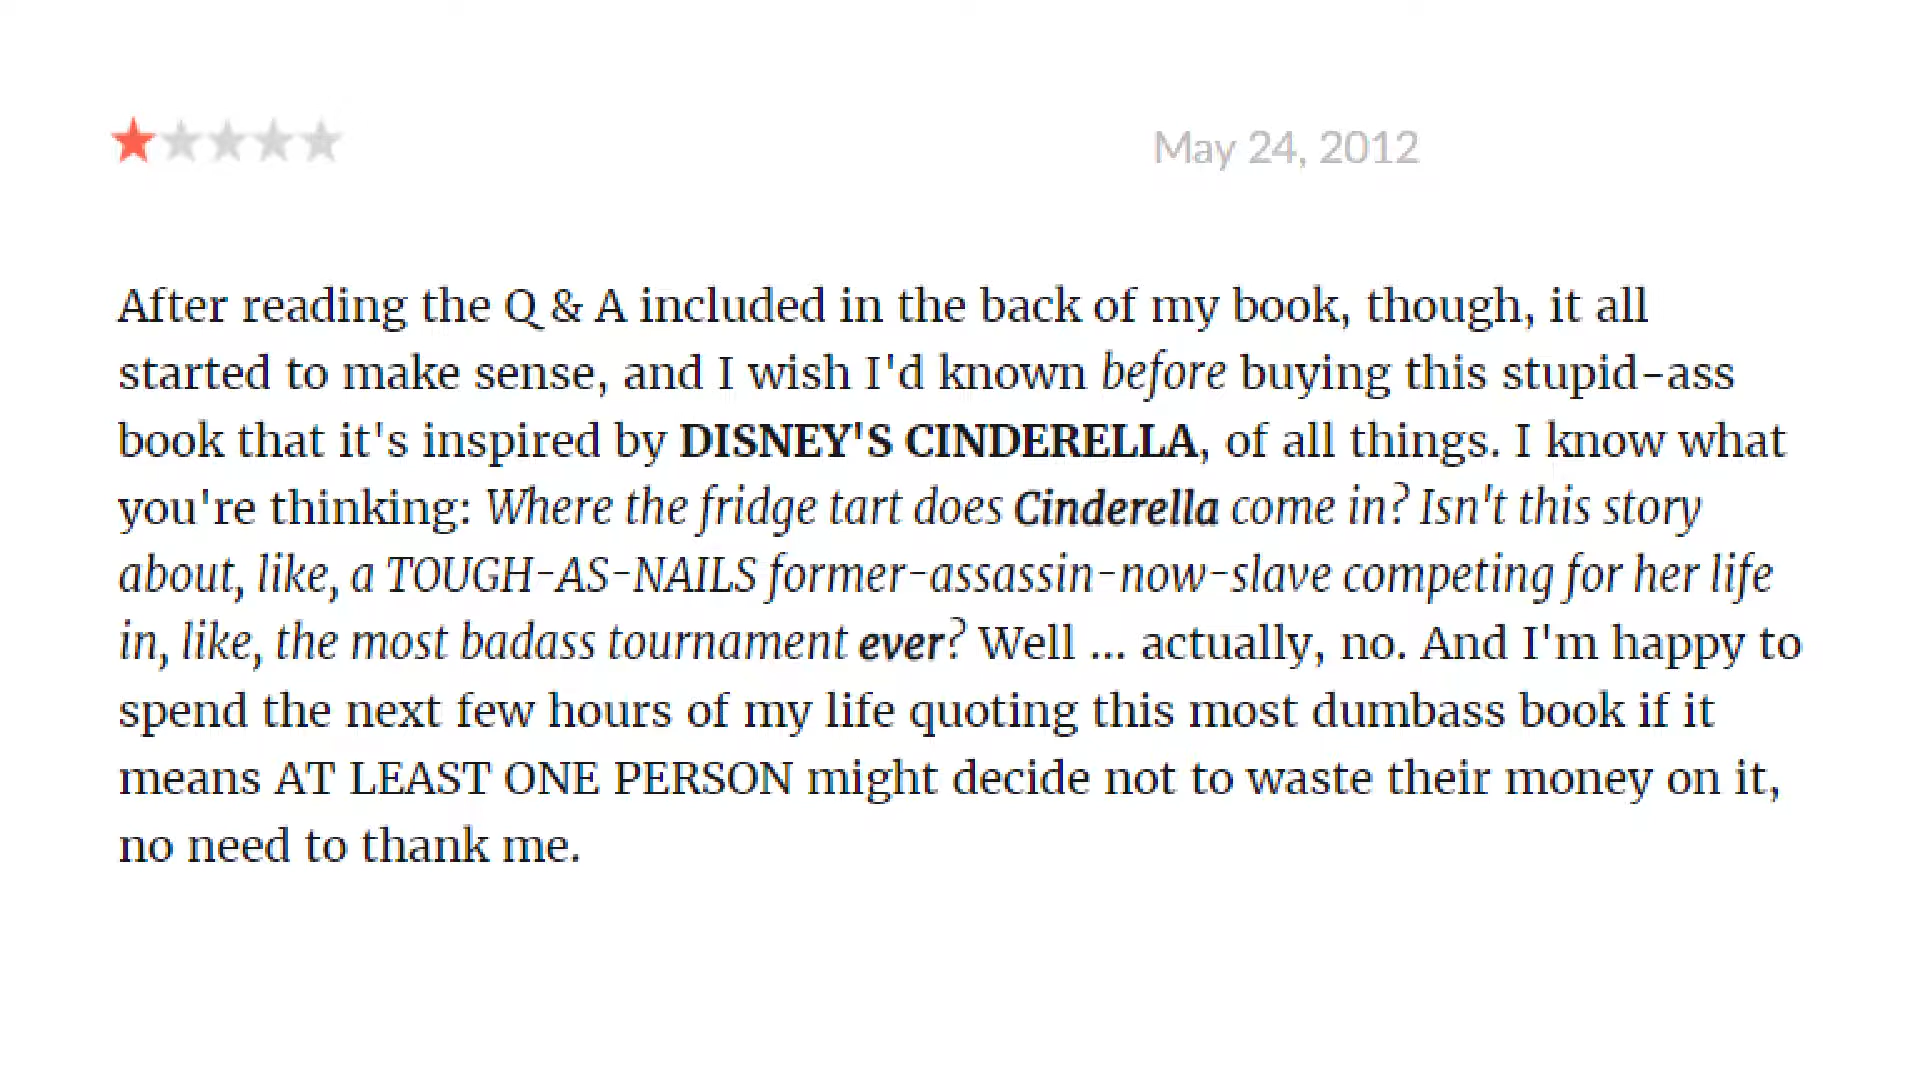 May 24, 2012
After reading the Q & A included in the back of my book, though, it all
started to make sense, and I wish I'd known before buying this stupid-ass
book that it's inspired by DISNEY'S CINDERELLA, of all things. I know what
you're thinking: Where the fridge tart does Cinderella come in? Isn't this story
about, like, a TOUGH-AS-NAILS former-assassin-now-slave competing for her life
in, like, the most badass tournament ever? Well ... actually, no. And I'm happy to
spend the next few hours of my life quoting this most dumbass book if it
means AT LEAST ONE PERSON might decide not to waste their money on it,
no need to thank me.